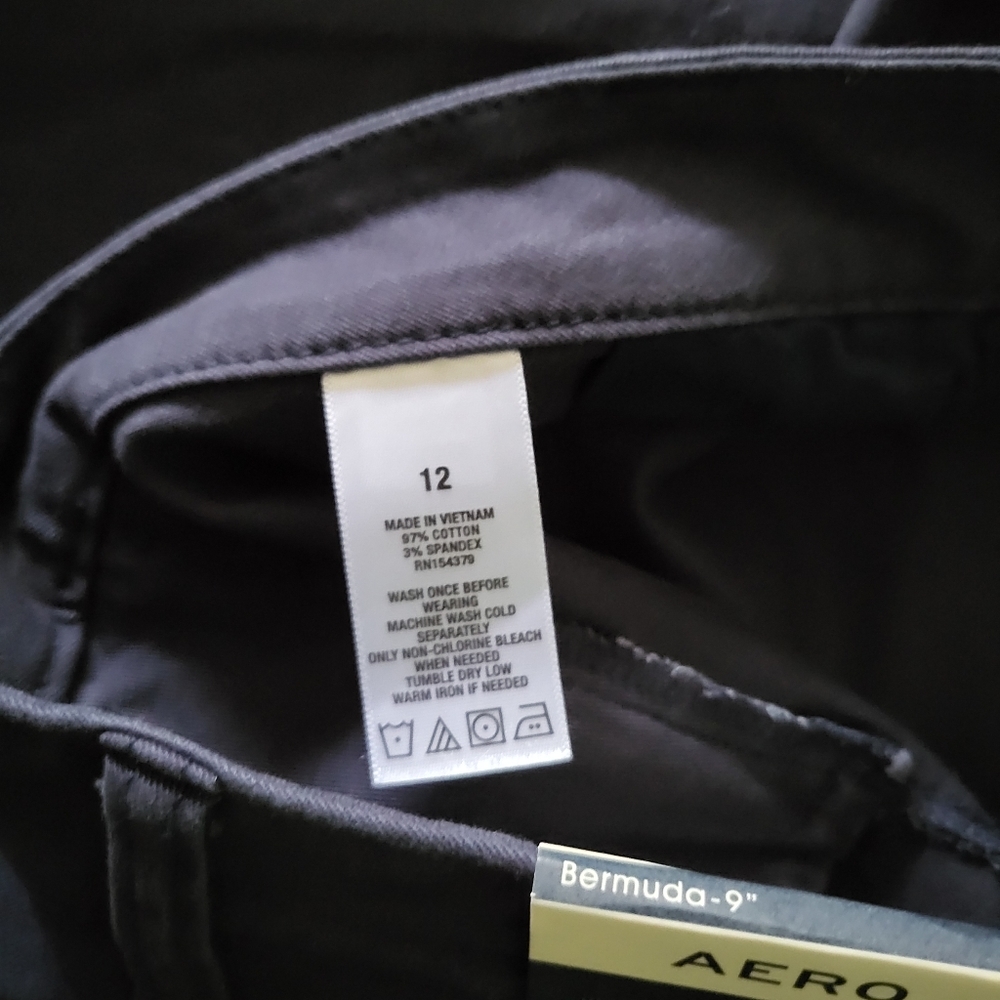 12
MADE IN VIETNAM
97% COTTON
3% SPANDEX
RN154379
WASH ONCE BEFORE
WEARING
MACHINE WASH COLD
SEPARATELY
ONLY NON-CHLORINE BLEACH
WHEN NEEDED
TUMBLE DRY LOW
WARM IRON IF NEEDED
Bermuda-9"
AERO